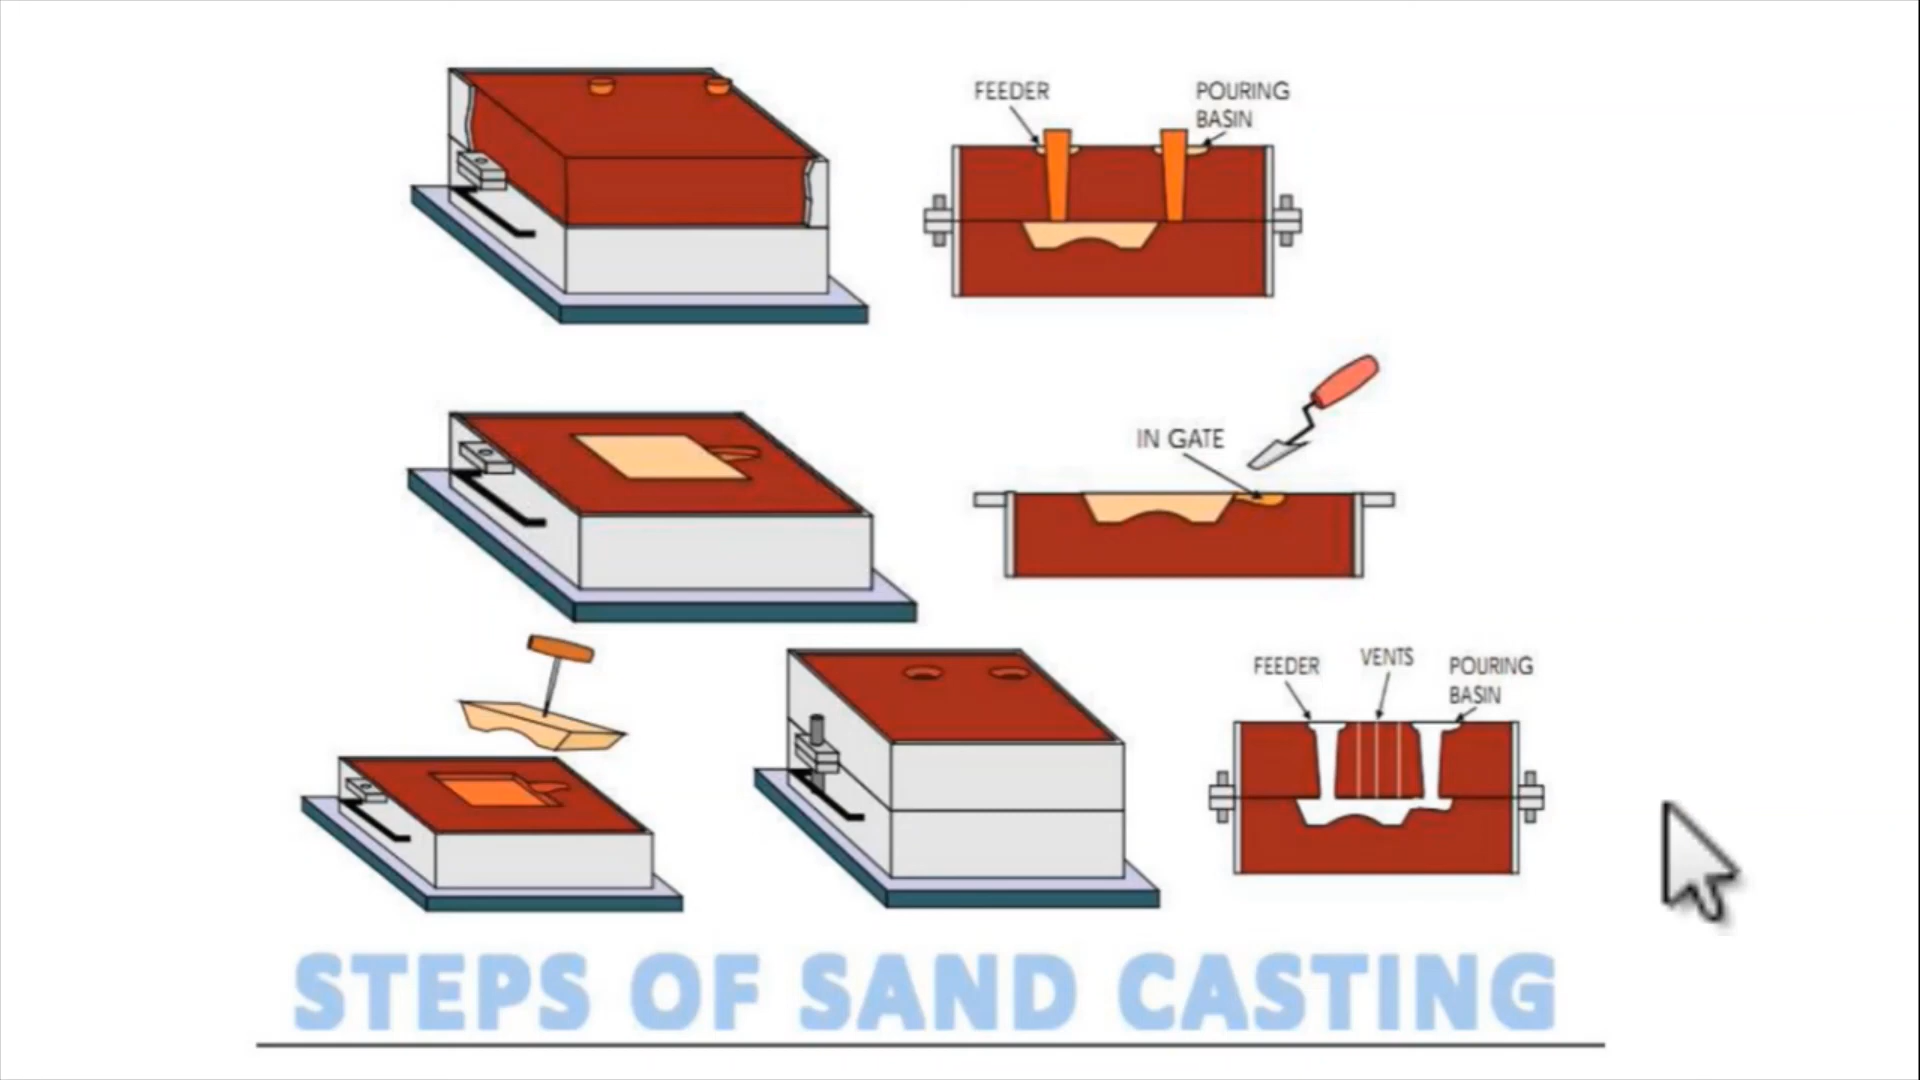 FEEDER
POURING
BASIN
IN GATE
FEEDER
VENTS
POURING
BASIN
STEPS OF SAND CASTING